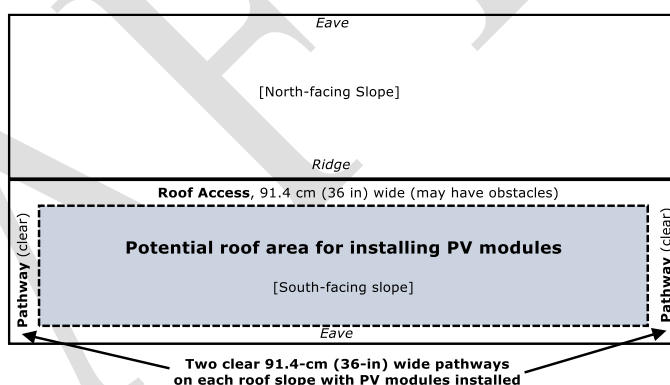 Eave
[North-facing Slope]
Ridge
Roof Access, 91.4 cm (36 in) wide (may have obstacles)
Pathway (clear)
Potential roof area for installing PV modules
[South-facing slope]
Pathway (clear)
Eave
Two clear 91.4-cm (36-in) wide pathways
on each roof slope with PV modules installed